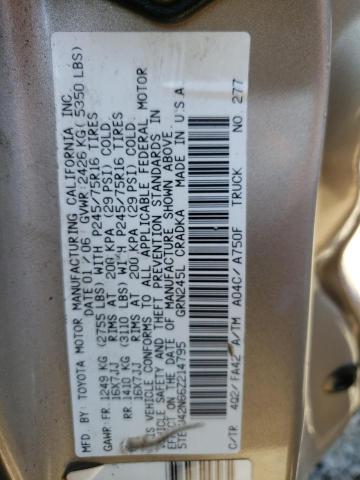 MFD. BY: TOYOTA MOTOR MANUFACTURING CALIFORNIA, INC.
DATE 01/06 GVWR: 2426 KG( 5350 LBS)
GAWR: FR. 1249 KG (2755 LBS) WITH P245/75R16 TIRES
16X7JJ RIMS AT 200 KPA (29 PSI) COLD.
RR. 1410 KG (3110 LBS) WITH P245/75R16 TIRES
16X7JJ RIMS AT 200 KPA (29 PSI) COLD.
THIS VEHICLE CONFORMS TO ALL APPLICABLE FEDERAL MOTOR
VEHICLE SAFETY AND THEFT PREVENTION STANDARDS IN
EFFECT ON THE DATE OF MANUFACTURE SHOWN ABOVE.
42N66Z214795 GRN245L CRADKA MADE IN U.S.A
C/TR 4Q2/FA42 A/TM A04C/A750F TRUCK NO 277